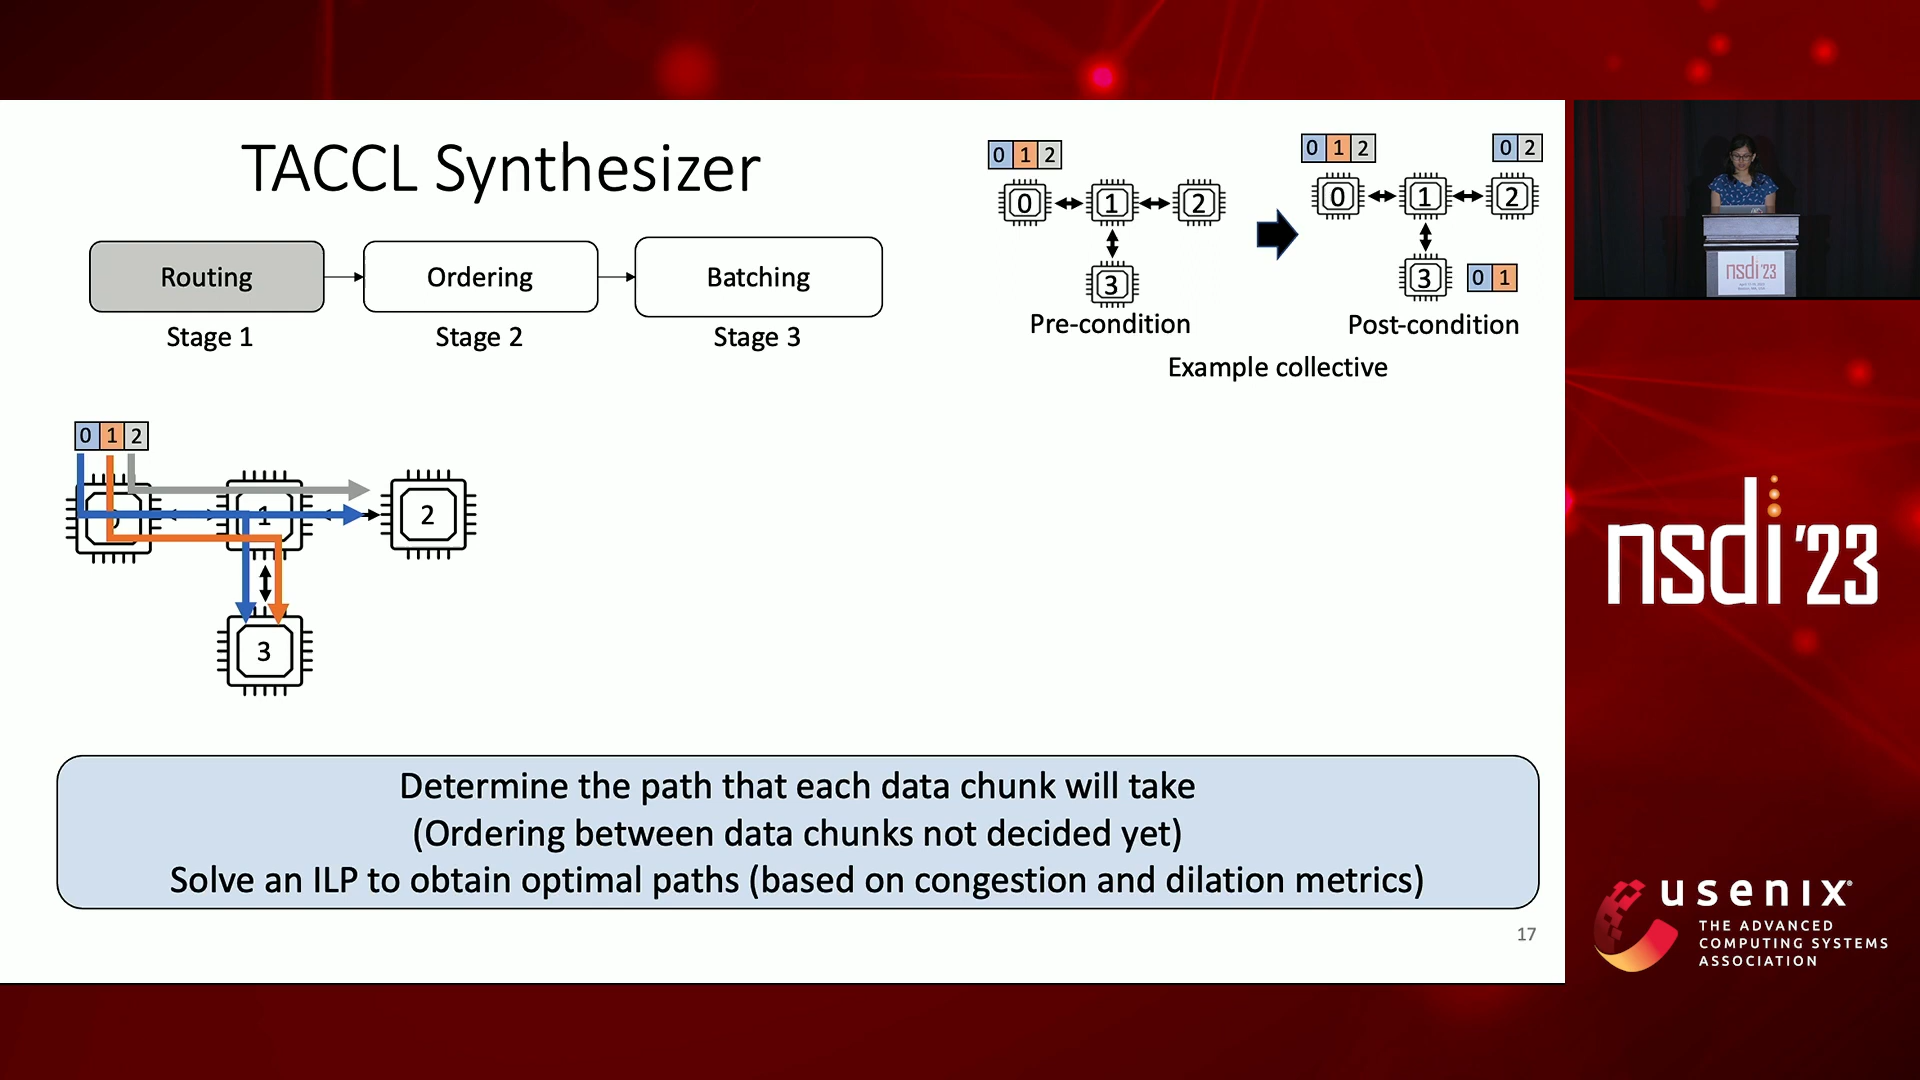 TACCL Synthesizer
Routing
Ordering
Batching
Stage 1
Stage 2
Stage 3
0 1 2
0
1
2
3
Pre-condition
0 1 2
0 2
0
1
2
3
0 1
Post-condition
Example collective
0 1 2
1
2
3
Determine the path that each data chunk will take
(Ordering between data chunks not decided yet)
Solve an ILP to obtain optimal paths (based on congestion and dilation metrics)
17
nsdi'23
nsdi'23
usenix
THE ADVANCED
COMPUTING SYSTEMS
ASSOCIATION